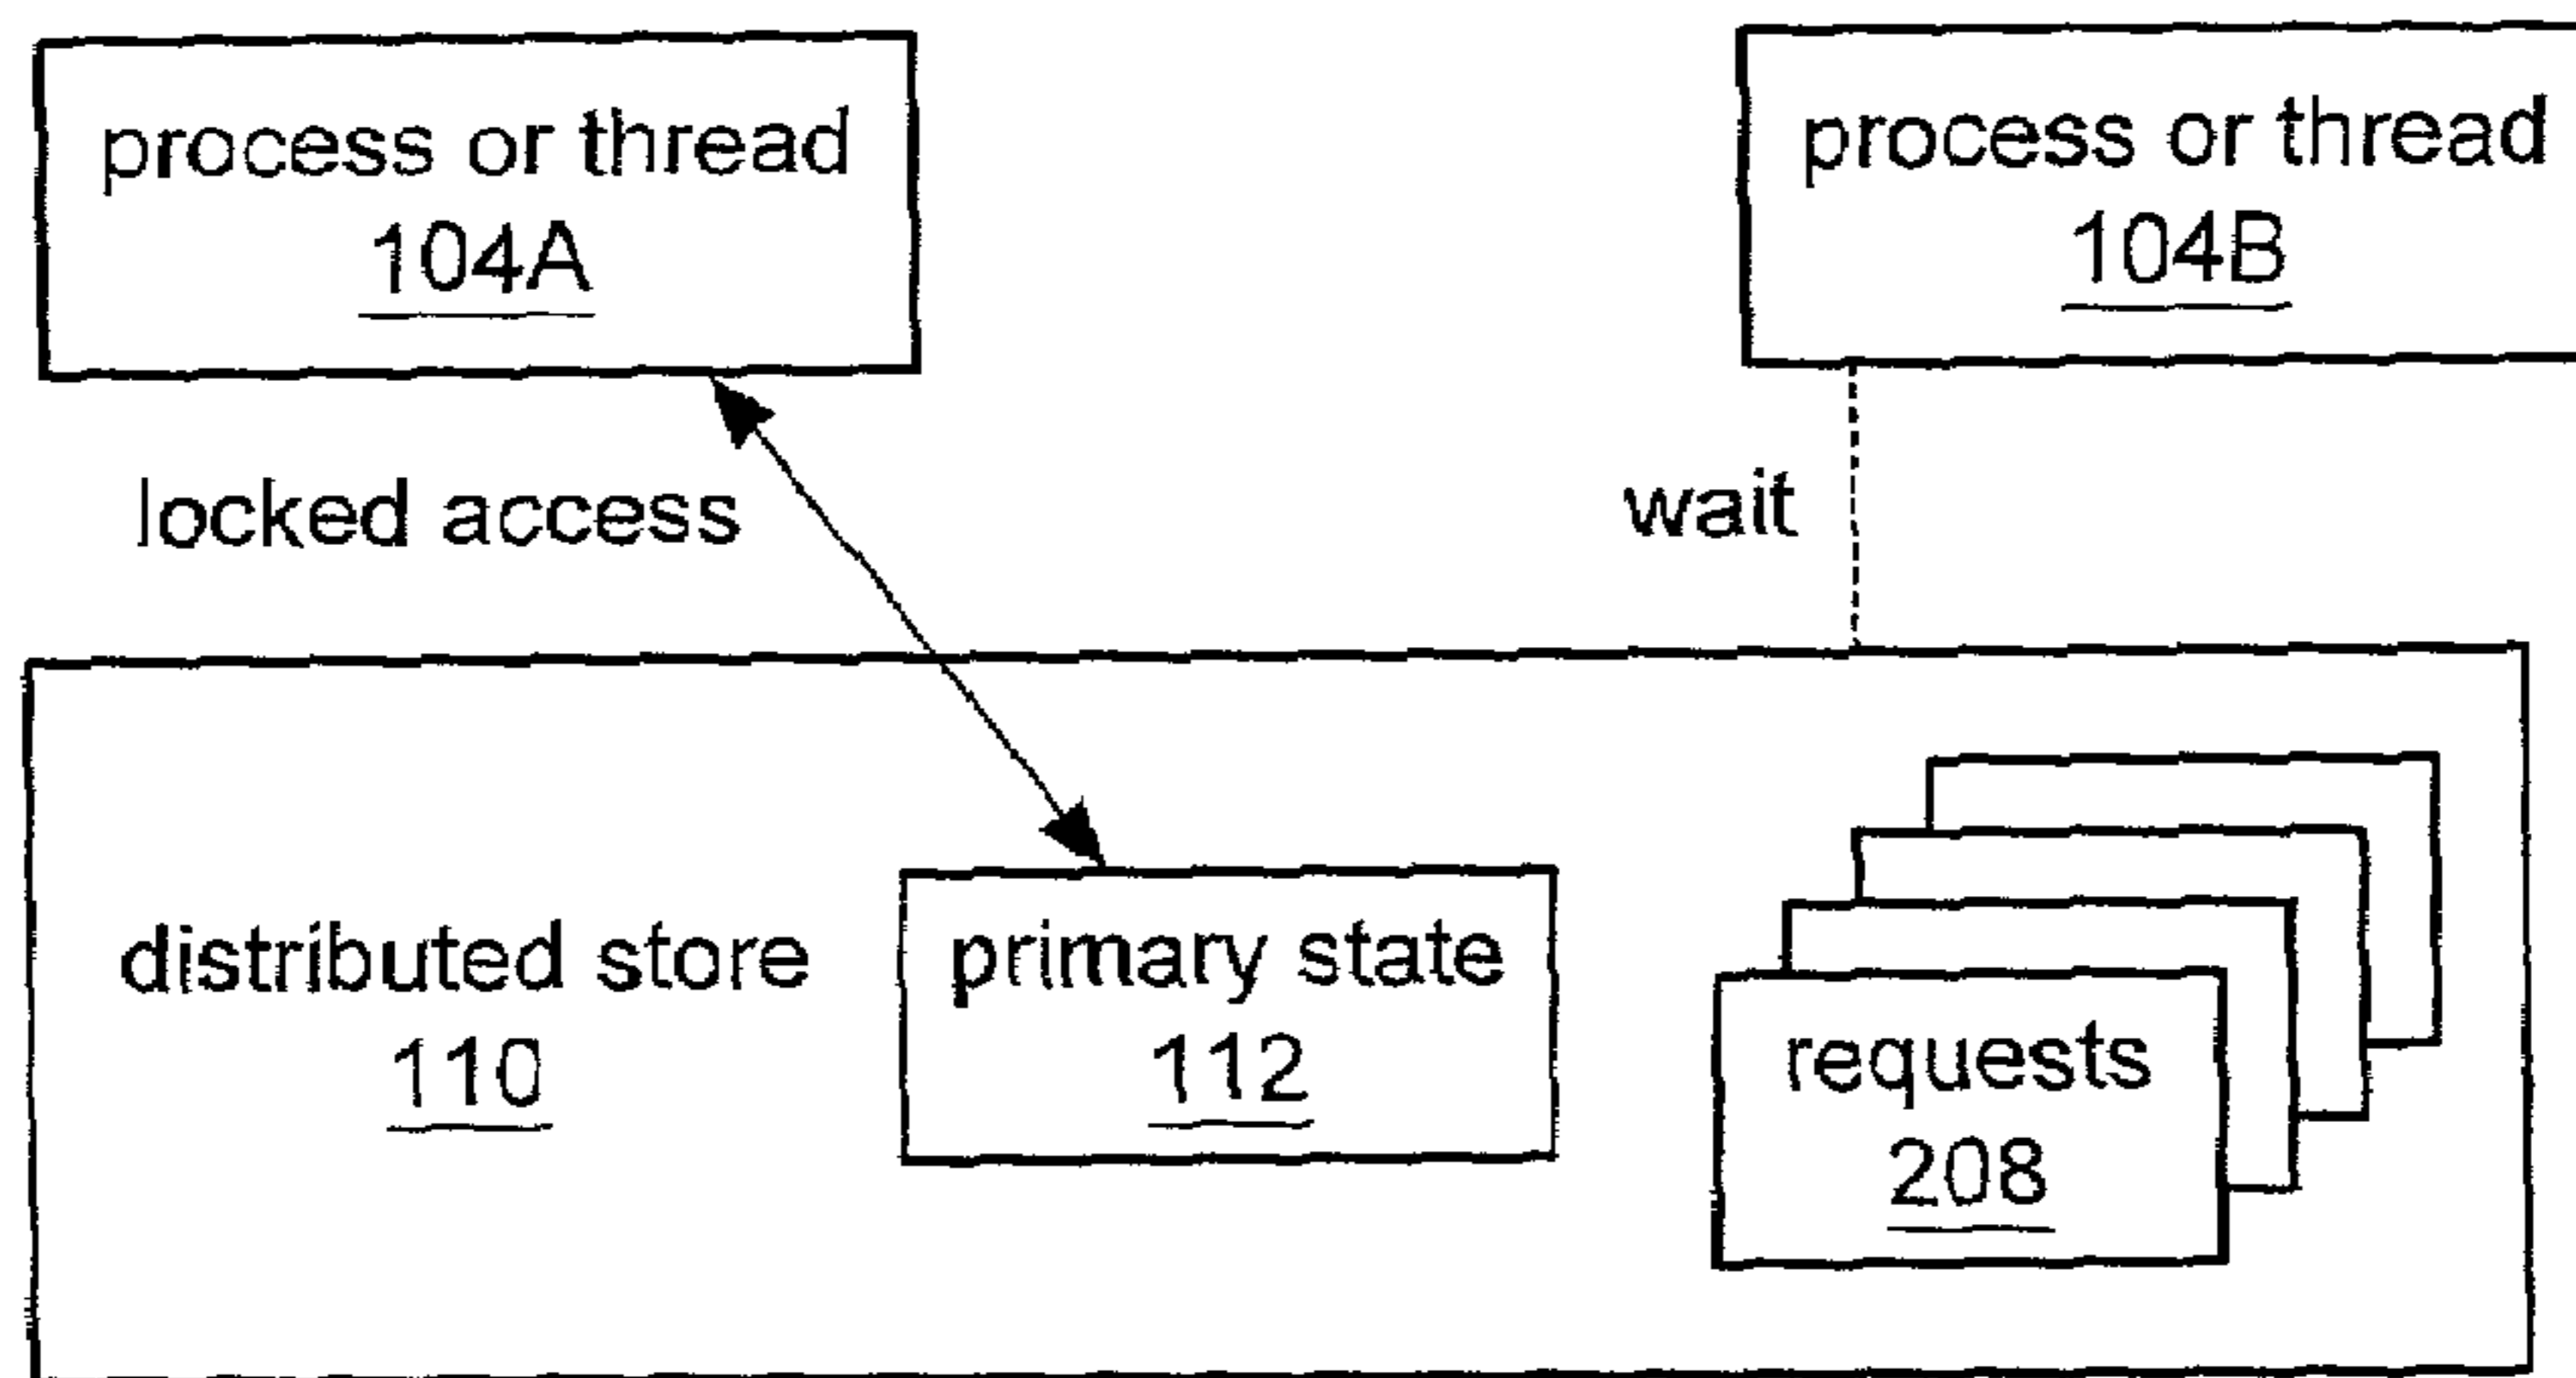 process or thread
104A
process or thread
104B
locked access
wait
distributed store
110
primary state
112
requests
208